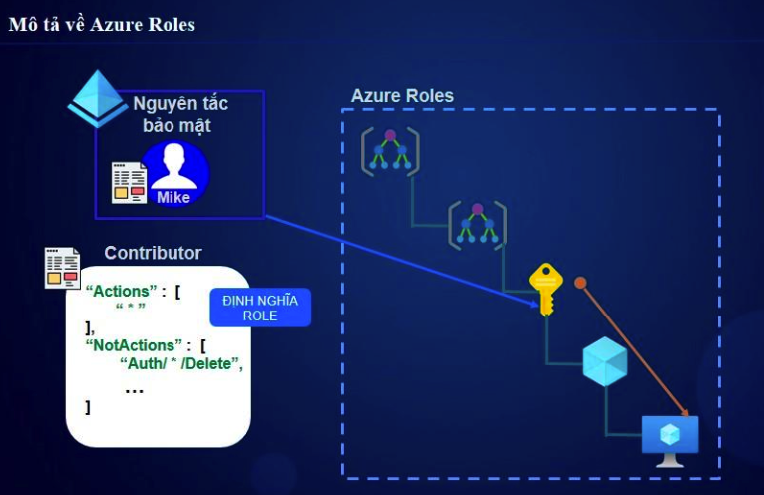 Mô tả về Azure Roles
Nguyên tắc
bảo mật
Mike
Azure Roles
Contributor
“Actions” : [
“ * ”
],
“NotActions” : [
“Auth/ * /Delete”,
...
]
ĐỊNH NGHĨA
ROLE